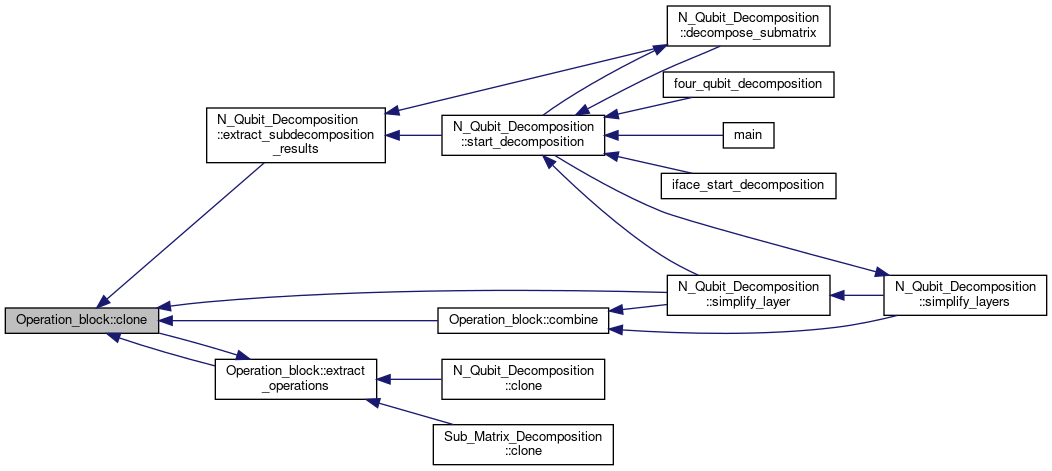 N_Qubit_Decomposition
::decompose_submatrix
four_qubit_decomposition
N_Qubit_Decomposition
::extract_subdecomposition
_results
N_Qubit_Decomposition
::start_decomposition
main
iface_start_decomposition
N_Qubit_Decomposition
::simplify_layer
N_Qubit_Decomposition
::simplify_layers
Operation_block::clone
Operation_block::combine
Operation_block::extract
_operations
N_Qubit_Decomposition
::clone
Sub_Matrix_Decomposition
::clone